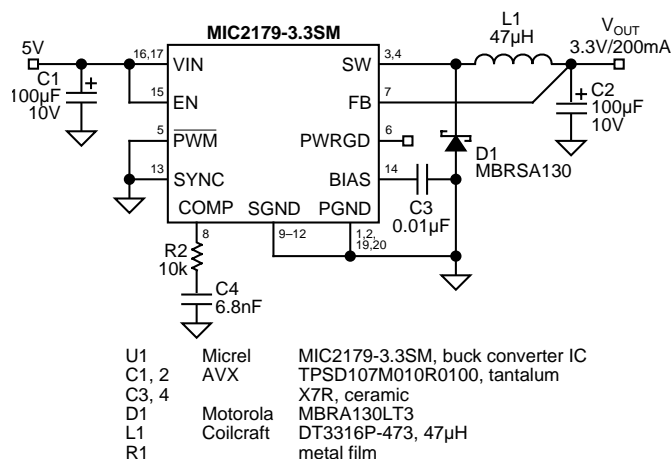 MIC2179-3.3SM
5V
C1
100µF
10V
16,17
VIN
15
EN
5
PWM
13
SYNC
COMP
SGND
PGND
SW
3,4
FB
7
PWRGD
6
BIAS
14
L1
47µH
VOUT
3.3V/200mA
C2
100µF
10V
D1
MBRSA130
C3
0.01µF
8
9–12
1,2,
19,20
R2
10k
C4
6.8nF
U1 Micrel MIC2179-3.3SM, buck converter IC
C1, 2 AVX TPSD107M010R0100, tantalum
C3, 4 X7R, ceramic
D1 Motorola MBRA130LT3
L1 Coilcraft DT3316P-473, 47µH
R1 metal film